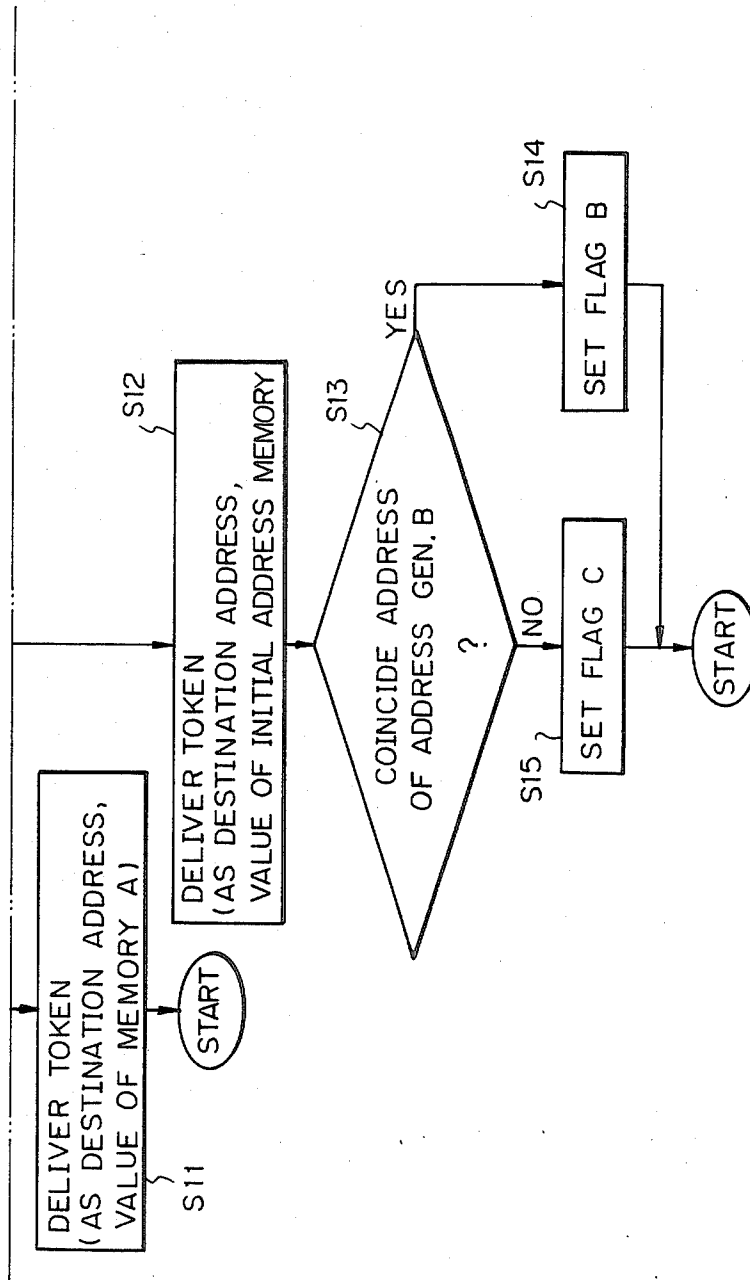 DELIVER TOKEN
(AS DESTINATION ADDRESS,
VALUE OF MEMORY A)
S11
START
S12
DELIVER TOKEN
(AS DESTINATION ADDRESS,
VALUE OF INITIAL ADDRESS MEMORY
S13
COINCIDE ADDRESS
OF ADDRESS GEN. B
?
YES
NO
S14
SET FLAG B
S15
SET FLAG C
START